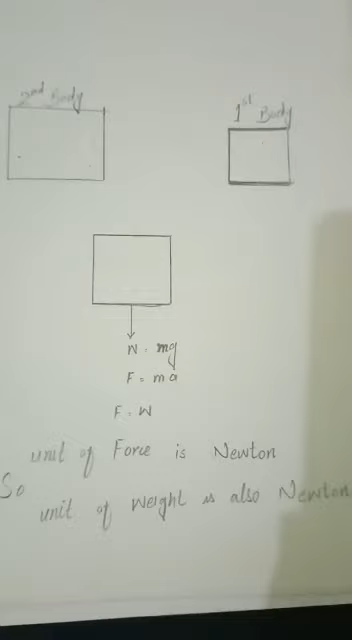 2nd Body
1st Body
W = mg
F = ma
F = W
unit of Force is Newton
So
unit of Weight is also Newton